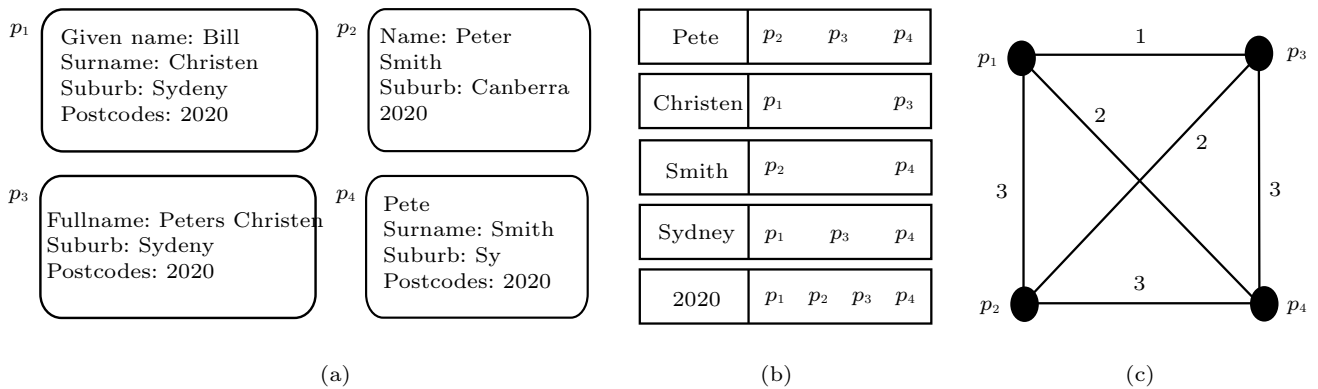 p1
Given name: Bill
Surname: Christen
Suburb: Sydeny
Postcodes: 2020
p2
Name: Peter
Smith
Suburb: Canberra
2020
p3
Fullname: Peters Christen
Suburb: Sydeny
Postcodes: 2020
p4
Pete
Surname: Smith
Suburb: Sy
Postcodes: 2020
(a)
Pete p2 p3 p4
Christen p1 p3
Smith p2 p4
Sydney p1 p3 p4
2020 p1 p2 p3 p4
(b)
p1 1 p3
2
2
3 3
3
p2 p4
(c)